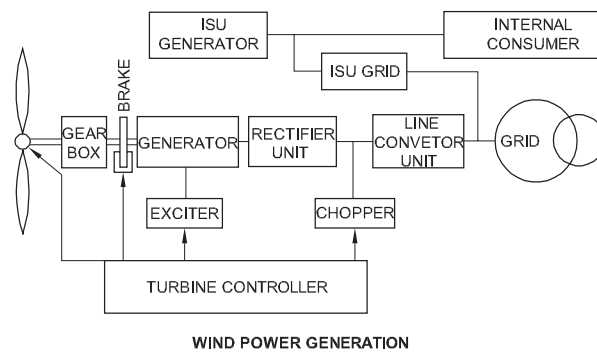 ISU
GENERATOR
INTERNAL
CONSUMER
ISU GRID
BRAKE
GEAR
BOX
GENERATOR
RECTIFIER
UNIT
LINE
CONVETOR
UNIT
GRID
EXCITER
CHOPPER
TURBINE CONTROLLER
WIND POWER GENERATION